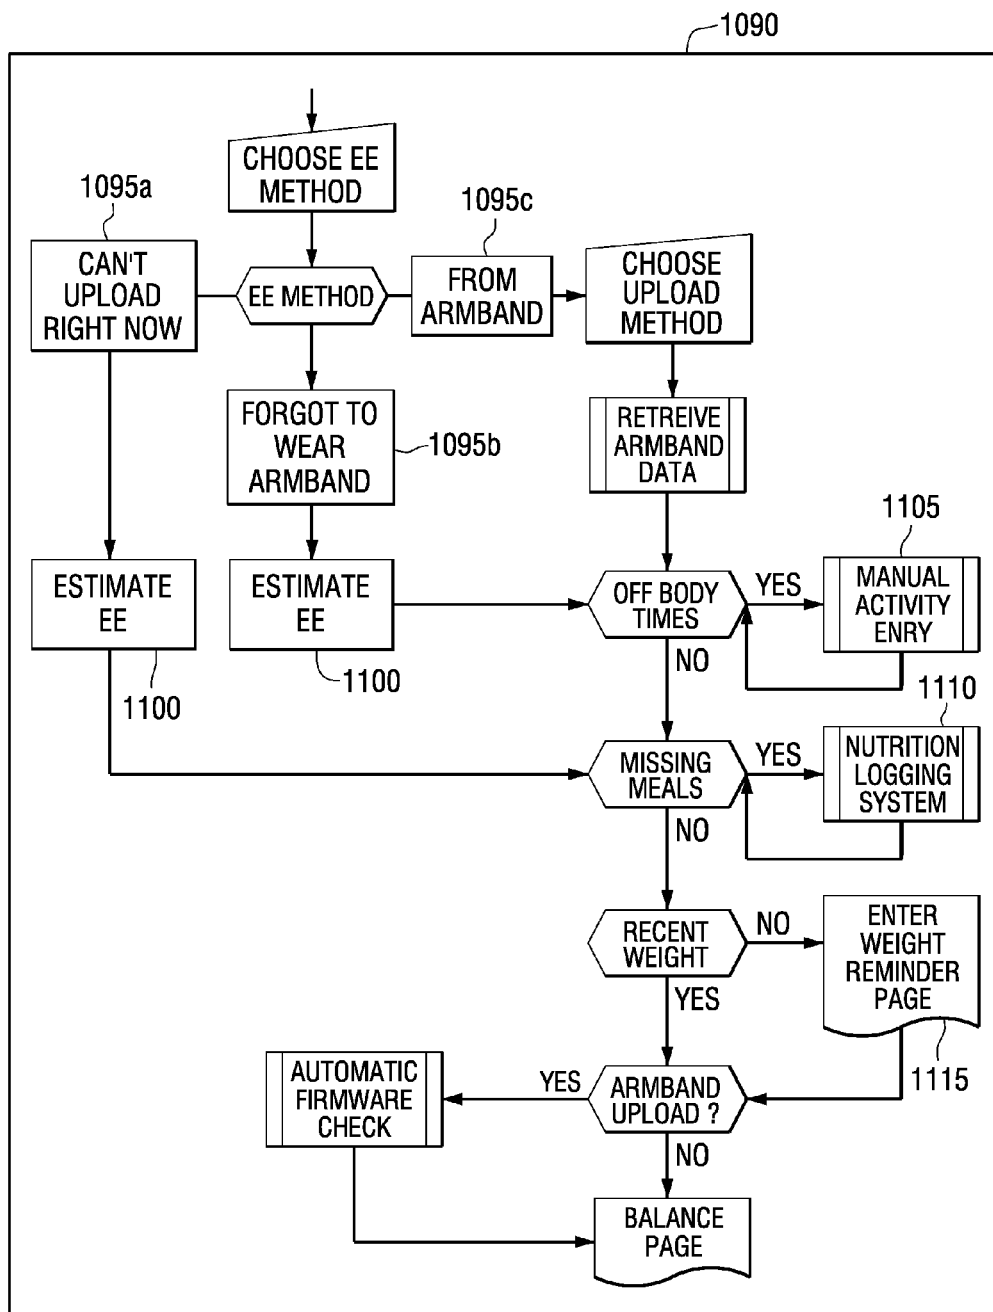 1090
CHOOSE EE
METHOD
1095a
1095c
CAN'T
UPLOAD
RIGHT NOW
EE METHOD
FROM
ARMBAND
CHOOSE
UPLOAD
METHOD
FORGOT TO
WEAR
ARMBAND
1095b
RETREIVE
ARMBAND
DATA
1105
ESTIMATE
EE
ESTIMATE
EE
OFF BODY
TIMES
YES
MANUAL
ACTIVITY
ENRY
NO
1100
1100
1110
MISSING
MEALS
YES
NUTRITION
LOGGING
SYSTEM
NO
RECENT
WEIGHT
NO
ENTER
WEIGHT
REMINDER
PAGE
YES
1115
AUTOMATIC
FIRMWARE
CHECK
YES
ARMBAND
UPLOAD ?
NO
BALANCE
PAGE